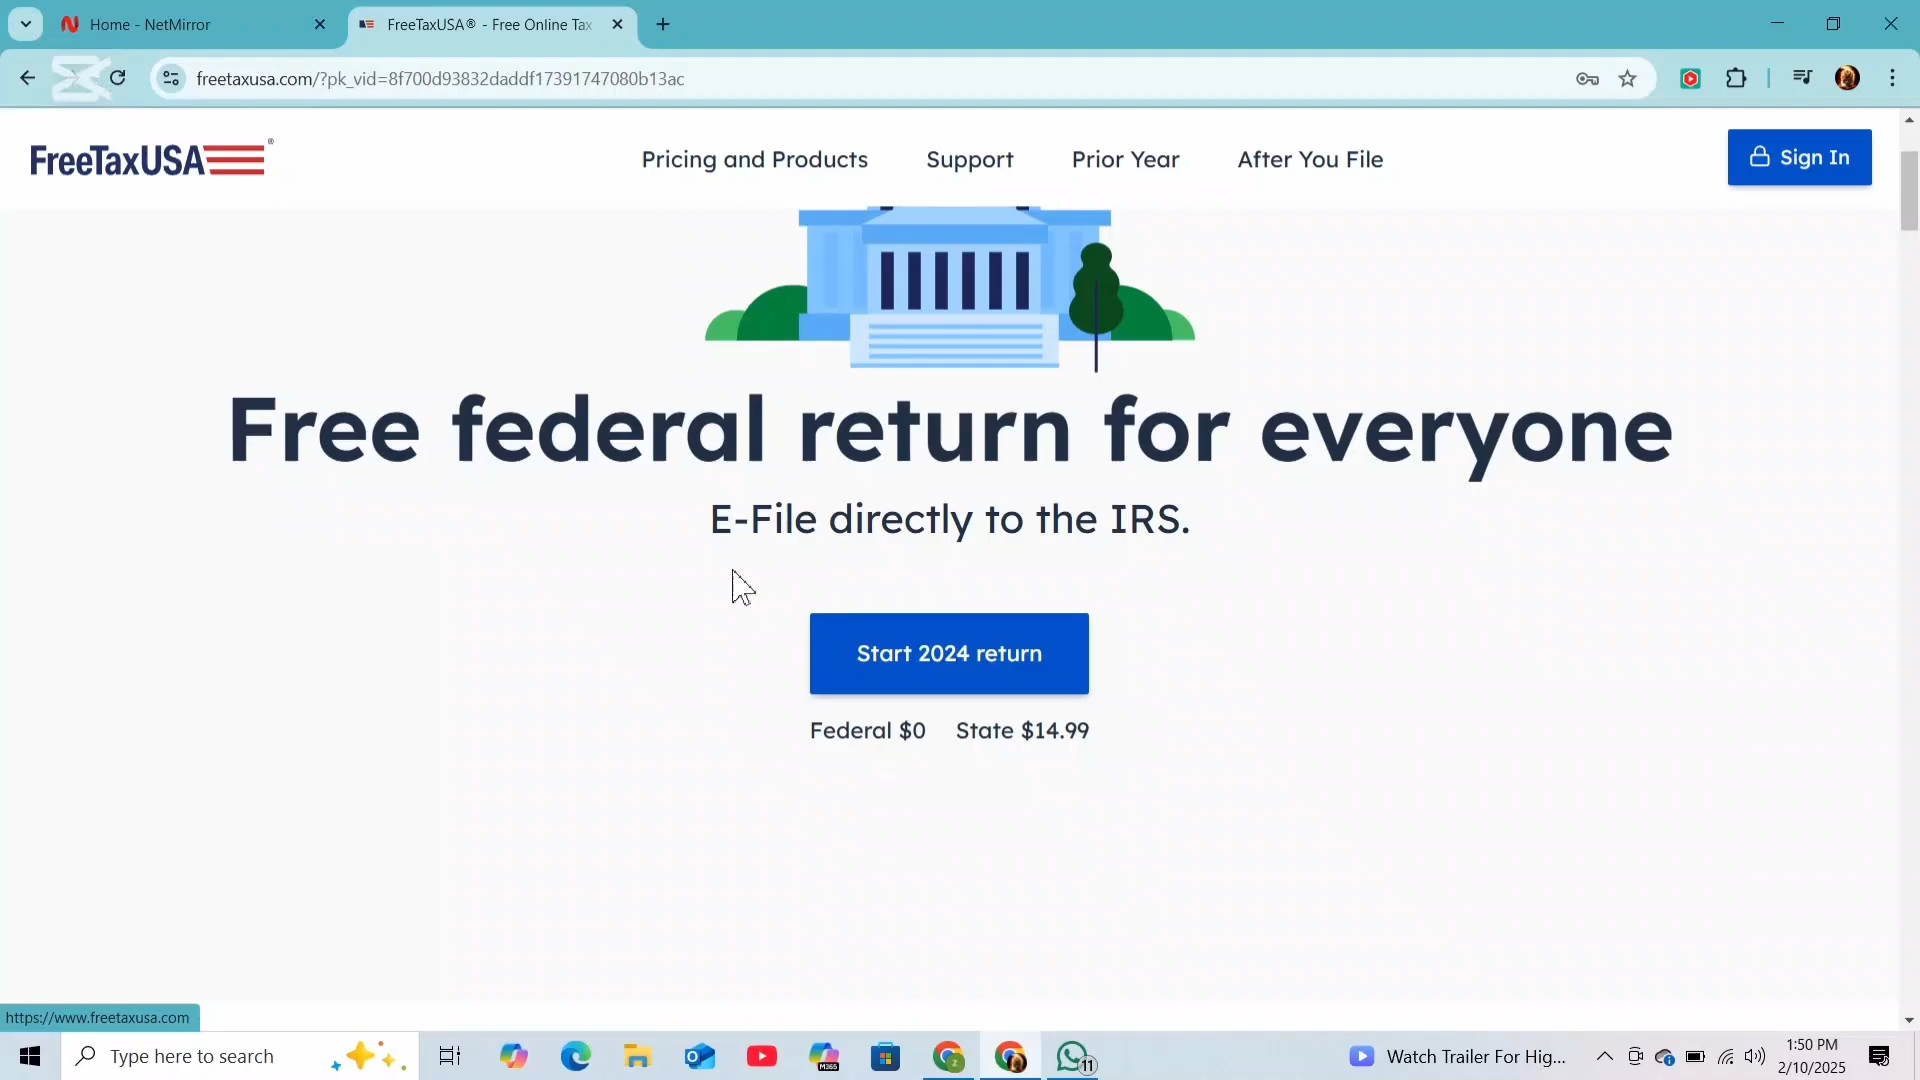 Home - NetMirror
FreeTaxUSA® - Free Online Tax
freetaxusa.com/?pk_vid=8f700d93832daddf17391747080b13ac
FreeTaxUSA®
Pricing and Products
Support
Prior Year
After You File
Sign In
Free federal return for everyone
E-File directly to the IRS.
Start 2024 return
Federal $0 State $14.99
https://www.freetaxusa.com
Type here to search
M365
11
Watch Trailer For Hig...
1:50 PM
2/10/2025